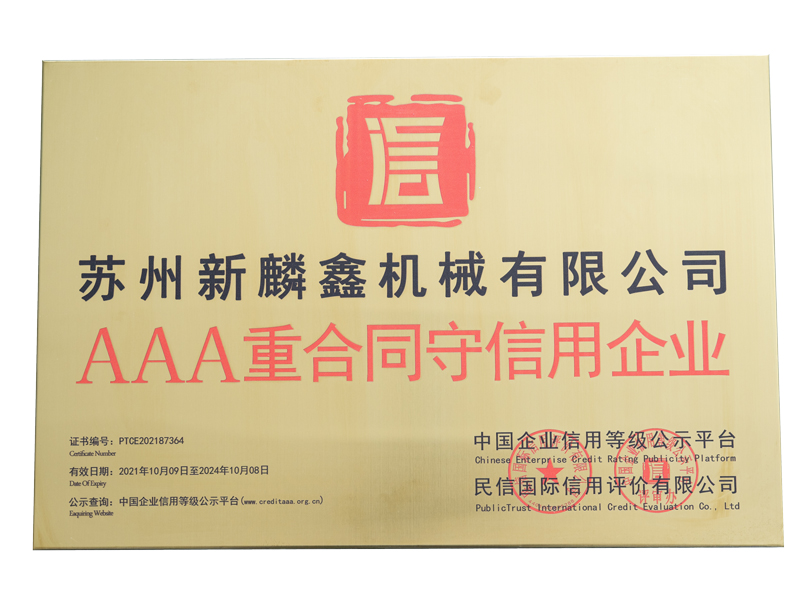 信
苏州新麟鑫机械有限公司
AAA重合同守信用企业
证书编号：PTCE202187364
Certificate Number
有效日期：2021年10月09日至2024年10月08日
Date Of Expiry
公示查询：中国企业信用等级公示平台(www.creditaaa.org.cn)
Enquiring Website
中国企业信用等级公示平台
Chinese Enterprise Credit Rating Publicity Platform
民信国际信用评价有限公司
PublicTrust International Credit Evaluation Co., Ltd
评审办